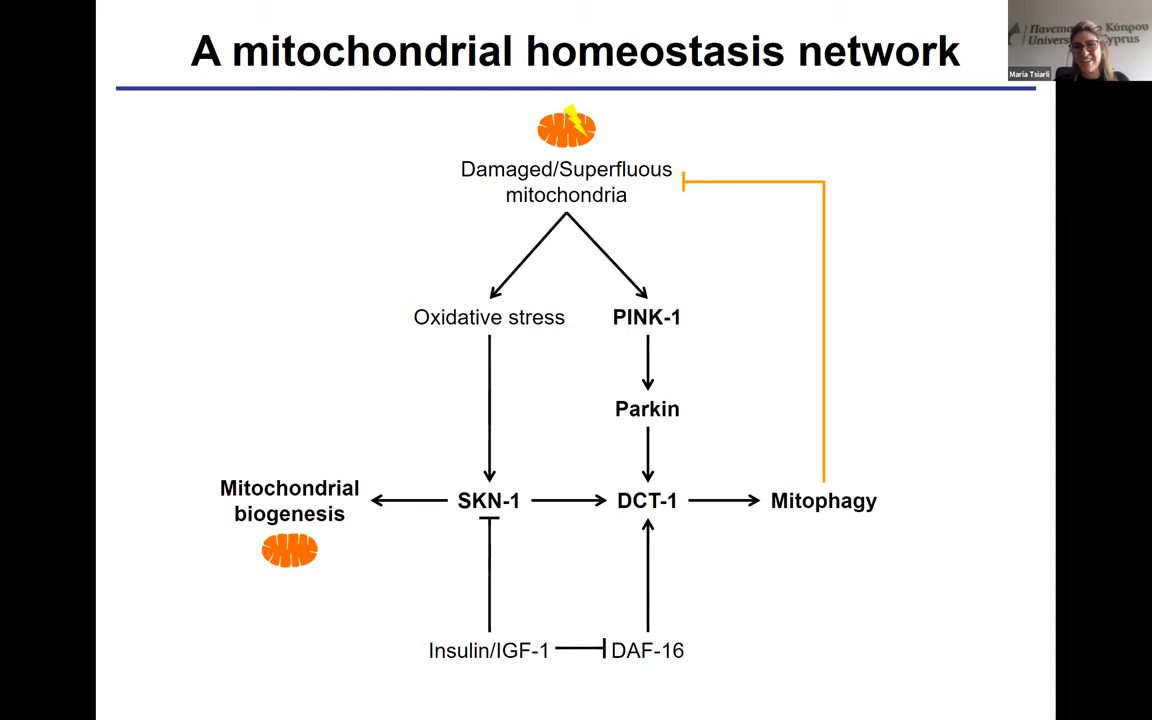 A mitochondrial homeostasis network
Maria Tsiarli
Damaged/Superfluous
mitochondria
Oxidative stress
PINK-1
Parkin
Mitochondrial
biogenesis
SKN-1
DCT-1
Mitophagy
Insulin/IGF-1
DAF-16